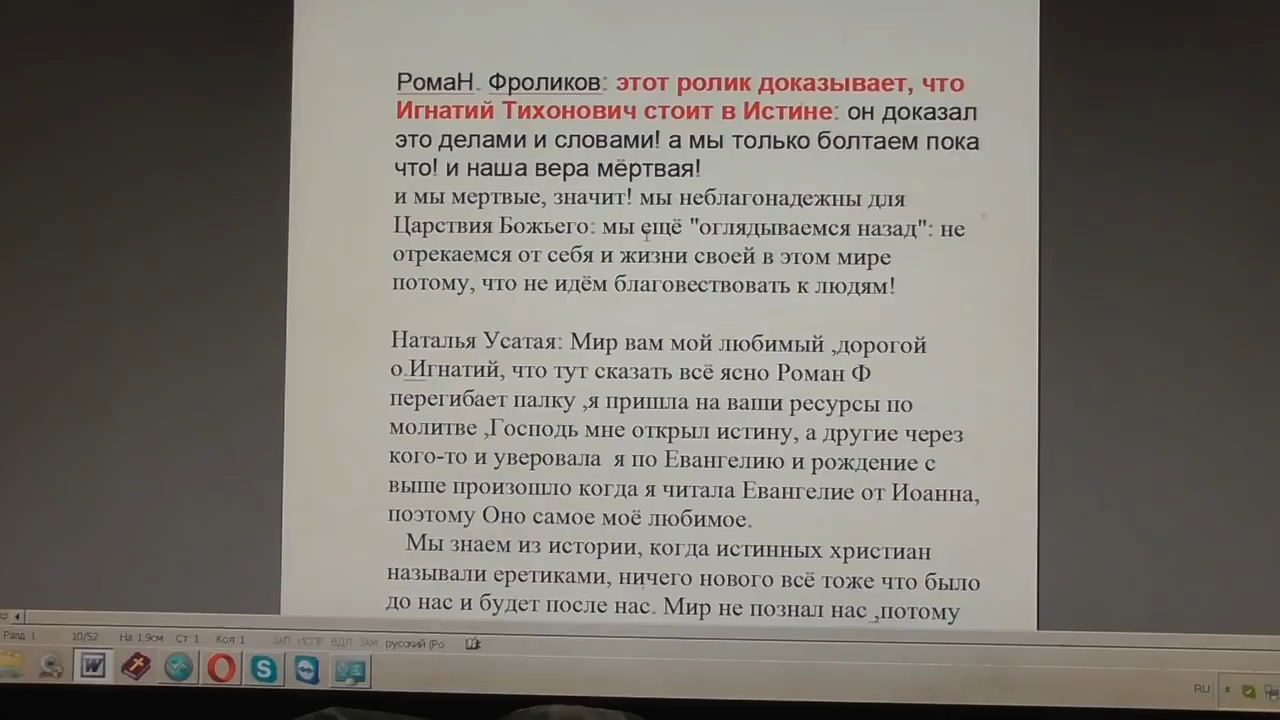 РомаН. Фроликов: этот ролик доказывает, что
Игнатий Тихонович стоит в Истине: он доказал
это делами и словами! а мы только болтаем пока
что! и наша вера мёртвая!
и мы мертвые, значит! мы неблагонадежны для
Царствия Божьего: мы ещё "оглядываемся назад": не
отрекаемся от себя и жизни своей в этом мире
потому, что не идём благовествовать к людям!
Наталья Усатая: Мир вам мой любимый ,дорогой
о.Игнатий, что тут сказать всё ясно Роман Ф
перегибает палку ,я пришла на ваши ресурсы по
молитве ,Господь мне открыл истину, а другие через
кого-то и уверовала я по Евангелию и рождение с
выше произошло когда я читала Евангелие от Иоанна,
поэтому Оно самое моё любимое.
Мы знаем из истории, когда истинных христиан
называли еретиками, ничего нового всё тоже что было
до нас и будет после нас. Мир не познал нас ,потому
Разд 1 10/52 На 1,9см Ст 1 Кол 1 ЗАП ИСПР ВДЛ ЗАМ русский (Ро
RU